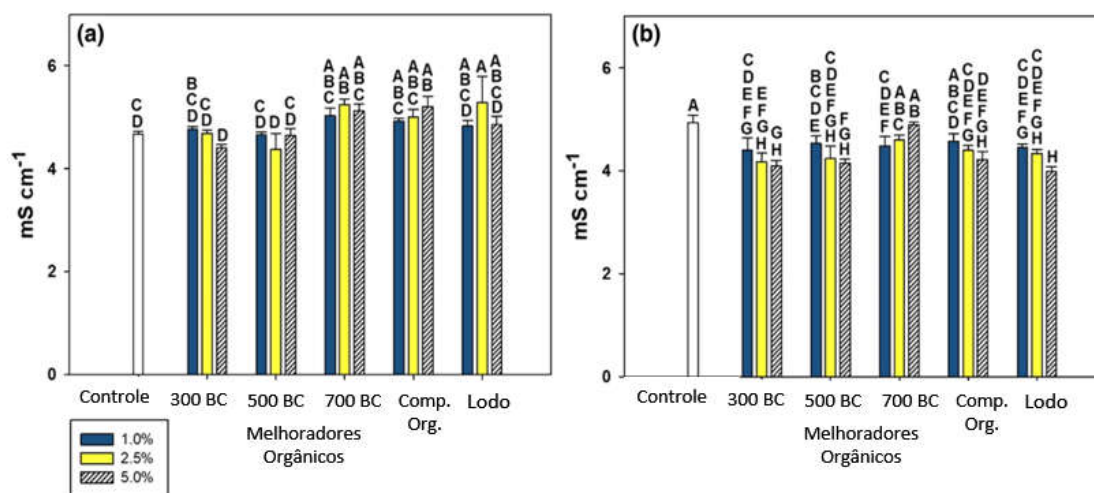 (a)
mS cm-1
6
4
2
0
C D
B C D
C D
D
C D
D
C D
A B C
A B
A B C
A B C
A B C
A B
A B C D
A
A B C D
Controle
300 BC
500 BC
700 BC
Comp.
Org.
Lodo
Melhoradores
Orgânicos
1.0%
2.5%
5.0%
(b)
mS cm-1
6
4
2
0
A
C D E F G
E F G H
G H
B C D E
C D E F G H
F G H
C D E F
A B C
A B
A B C D
C D E F G
D E F G H
C D E F G
C D E F G H
H
Controle
300 BC
500 BC
700 BC
Comp.
Org.
Lodo
Melhoradores
Orgânicos